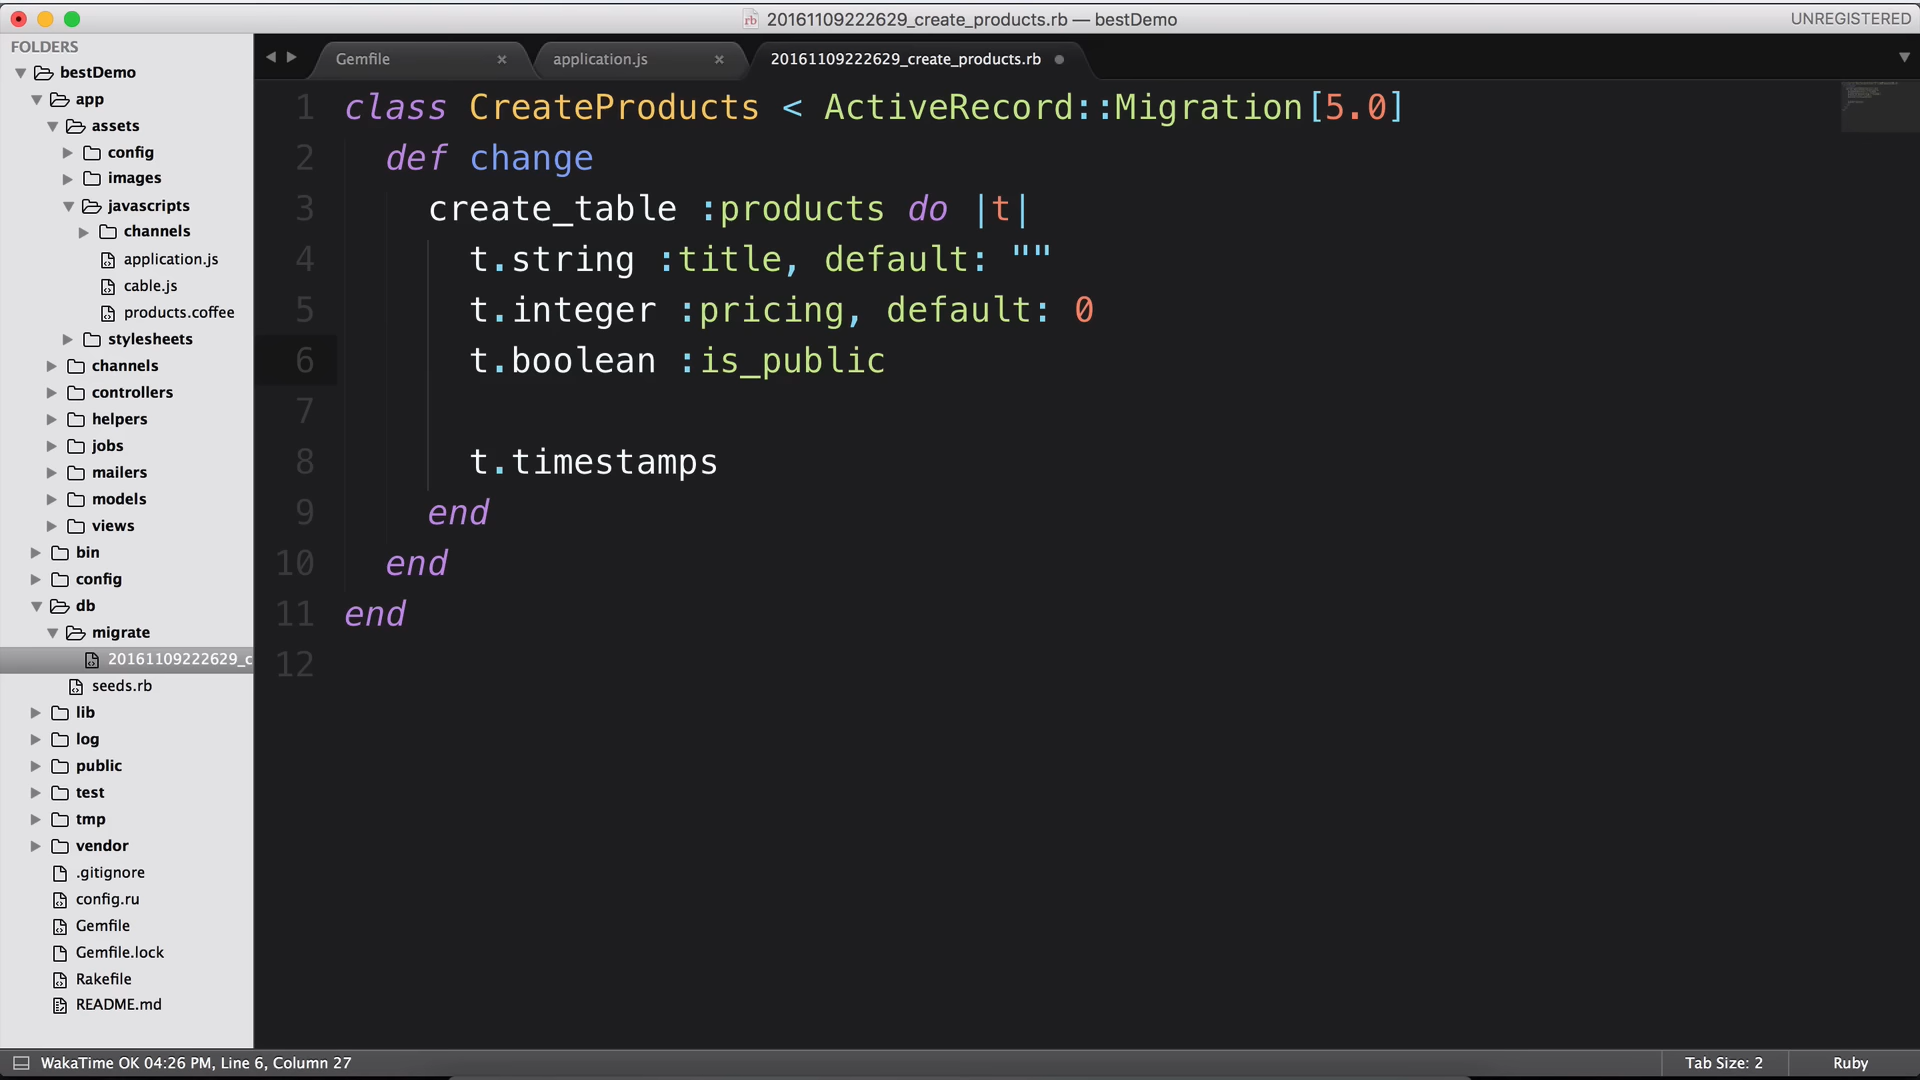 20161109222629_create_products.rb — bestDemo
UNREGISTERED
FOLDERS
bestDemo
app
assets
config
images
javascripts
channels
application.js
cable.js
products.coffee
stylesheets
channels
controllers
helpers
jobs
mailers
models
views
bin
config
db
migrate
20161109222629_c
seeds.rb
lib
log
public
test
tmp
vendor
.gitignore
config.ru
Gemfile
Gemfile.lock
Rakefile
README.md
Gemfile
application.js
20161109222629_create_products.rb
1 class CreateProducts < ActiveRecord::Migration[5.0]
2 def change
3 create_table :products do |t|
4 t.string :title, default: ""
5 t.integer :pricing, default: 0
6 t.boolean :is_public
7
8 t.timestamps
9 end
10 end
11 end
12
WakaTime OK 04:26 PM, Line 6, Column 27
Tab Size: 2
Ruby